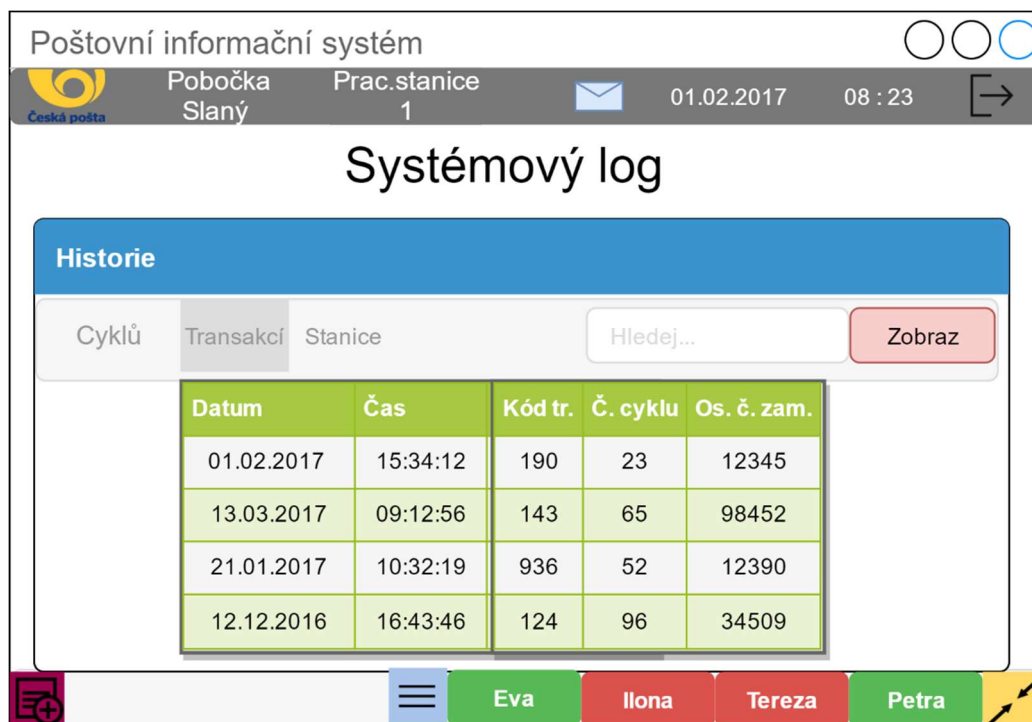 Poštovní informační systém
Česká pošta
Pobočka Slaný
Prac.stanice 1
01.02.2017 08 : 23
Systémový log
Historie
Cyklů Transakcí Stanice Hledej... Zobraz
Datum Čas Kód tr. Č. cyklu Os. č. zam.
01.02.2017 15:34:12 190 23 12345
13.03.2017 09:12:56 143 65 98452
21.01.2017 10:32:19 936 52 12390
12.12.2016 16:43:46 124 96 34509
Eva Ilona Tereza Petra